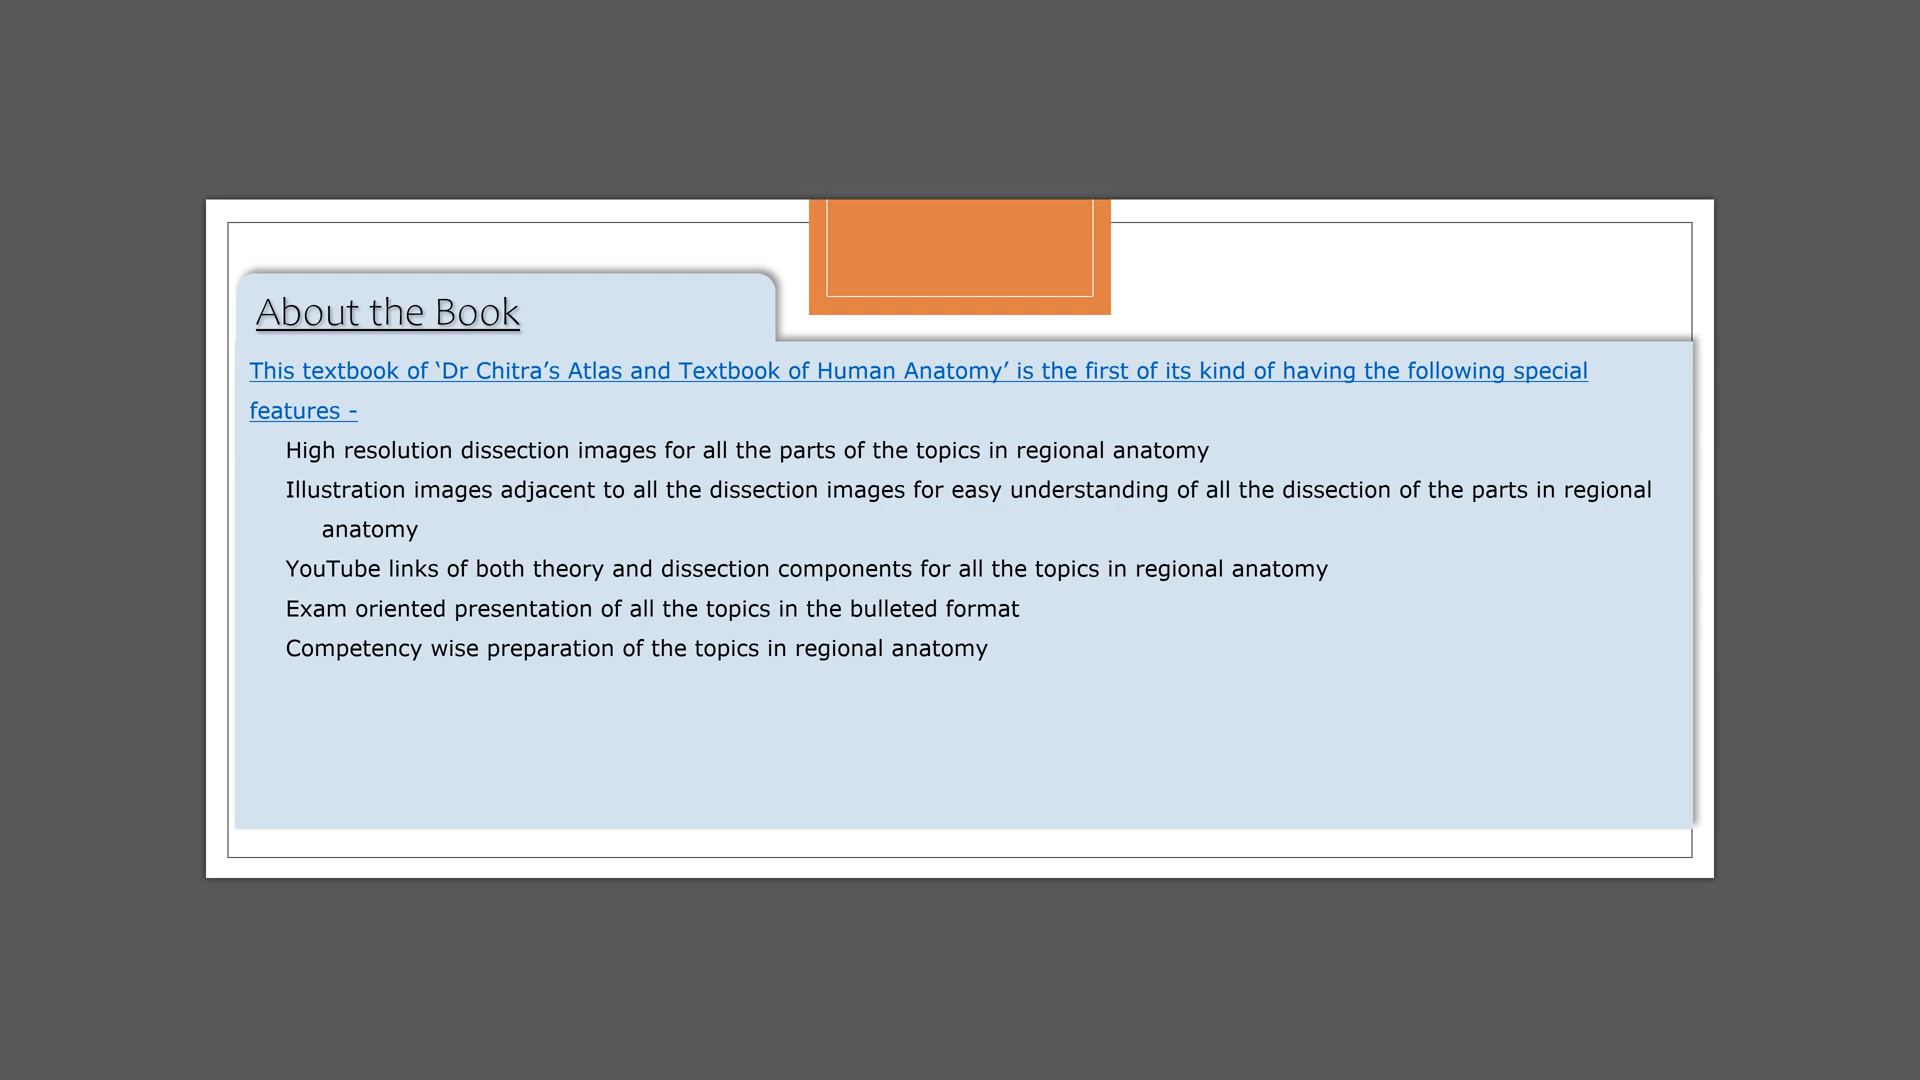 About the Book
This textbook of ‘Dr Chitra’s Atlas and Textbook of Human Anatomy’ is the first of its kind of having the following special
features -
High resolution dissection images for all the parts of the topics in regional anatomy
Illustration images adjacent to all the dissection images for easy understanding of all the dissection of the parts in regional
anatomy
YouTube links of both theory and dissection components for all the topics in regional anatomy
Exam oriented presentation of all the topics in the bulleted format
Competency wise preparation of the topics in regional anatomy